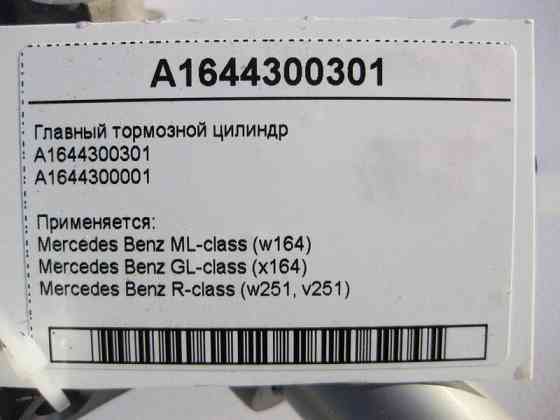 A1644300301
Главный тормозной цилиндр
A1644300301
A1644300001
Применяется:
Mercedes Benz ML-class (w164)
Mercedes Benz GL-class (x164)
Mercedes Benz R-class (w251, v251)